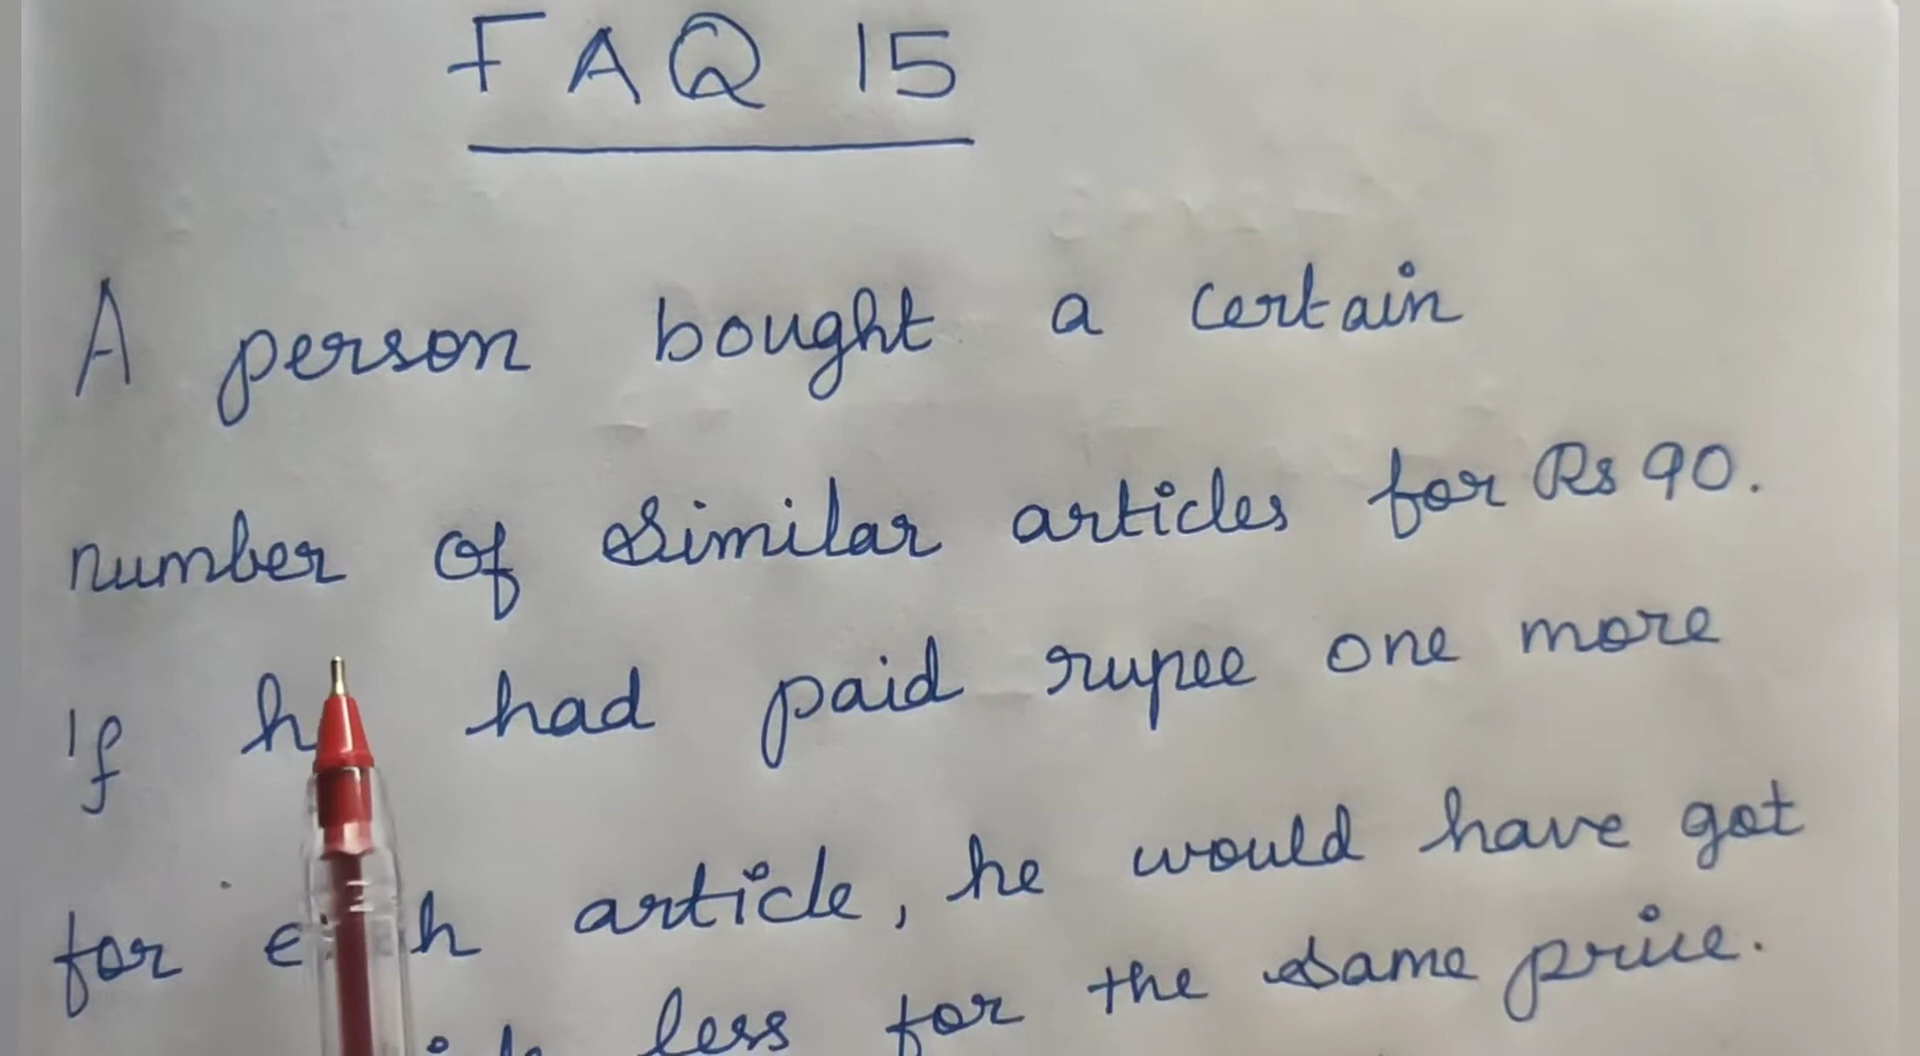 FAQ 15
A person bought a certain
number of similar articles for Rs 90.
If had paid rupee one more
for article, he would have got
less for the same price.